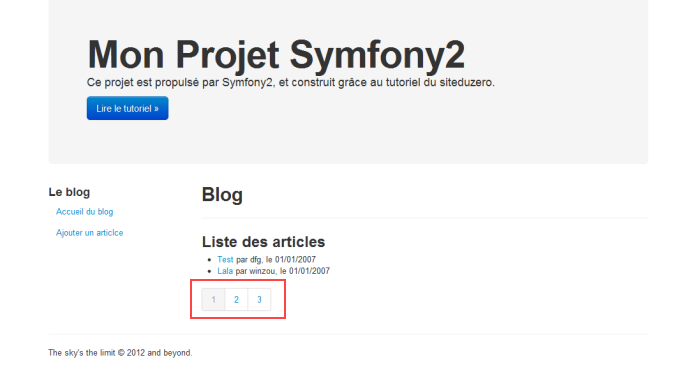 Mon Projet Symfony2
Ce projet est propulsé par Symfony2, et construit grâce au tutoriel du siteduzero.
Lire le tutoriel »
Le blog
Accueil du blog
Ajouter un articlce
Blog
Liste des articles
Test par dfg, le 01/01/2007
Lala par winzou, le 01/01/2007
1 2 3
The sky's the limit © 2012 and beyond.